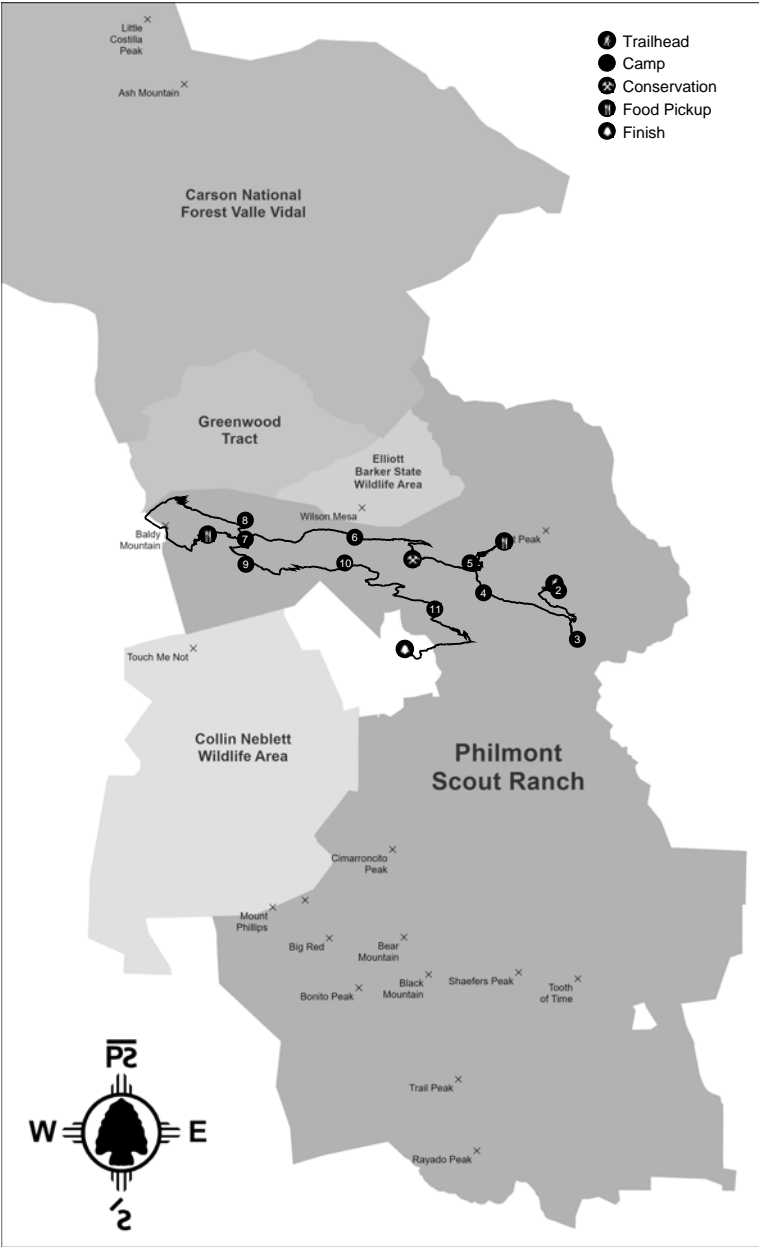 Little
Costilla
Peak
Ash Mountain
Trailhead
Camp
Conservation
Food Pickup
Finish
Carson National
Forest Valle Vidal
Greenwood
Tract
Elliott
Barker State
Wildlife Area
Wilson Mesa
Baldy
Mountain
Peak
8
7
6
5
2
9
10
4
11
3
Touch Me Not
Collin Neblett
Wildlife Area
Philmont
Scout Ranch
Cimarroncito
Peak
Mount
Phillips
Big Red
Bear
Mountain
Bonito Peak
Black
Mountain
Shaefers Peak
Tooth
of Time
Trail Peak
Rayado Peak
W
E